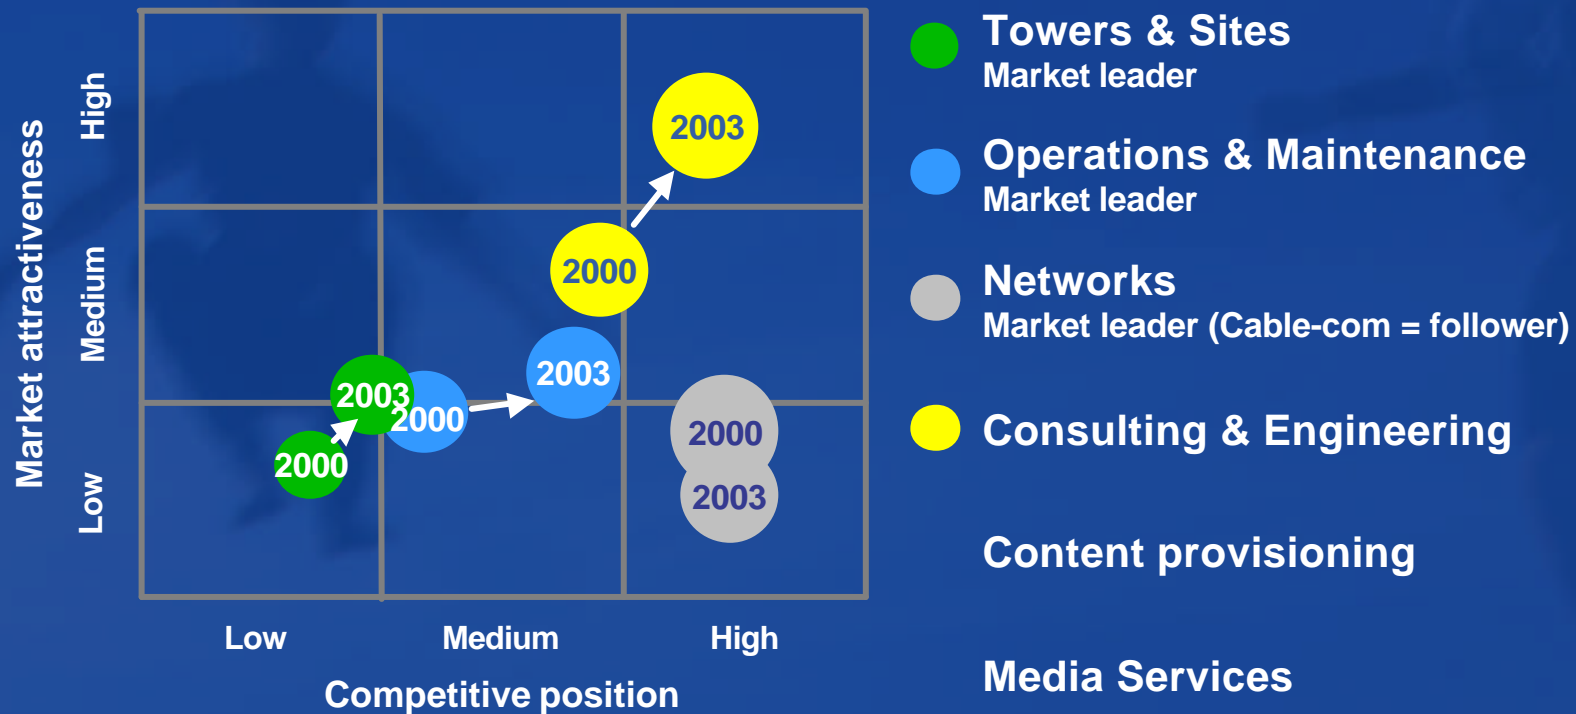 Market attractiveness
High
Medium
Low
2003
2000
2003
2003
2000
2000
2000
2003
Low
Medium
High
Competitive position
Towers & Sites
Market leader
Operations & Maintenance
Market leader
Networks
Market leader (Cable-com = follower)
Consulting & Engineering
Content provisioning
Media Services